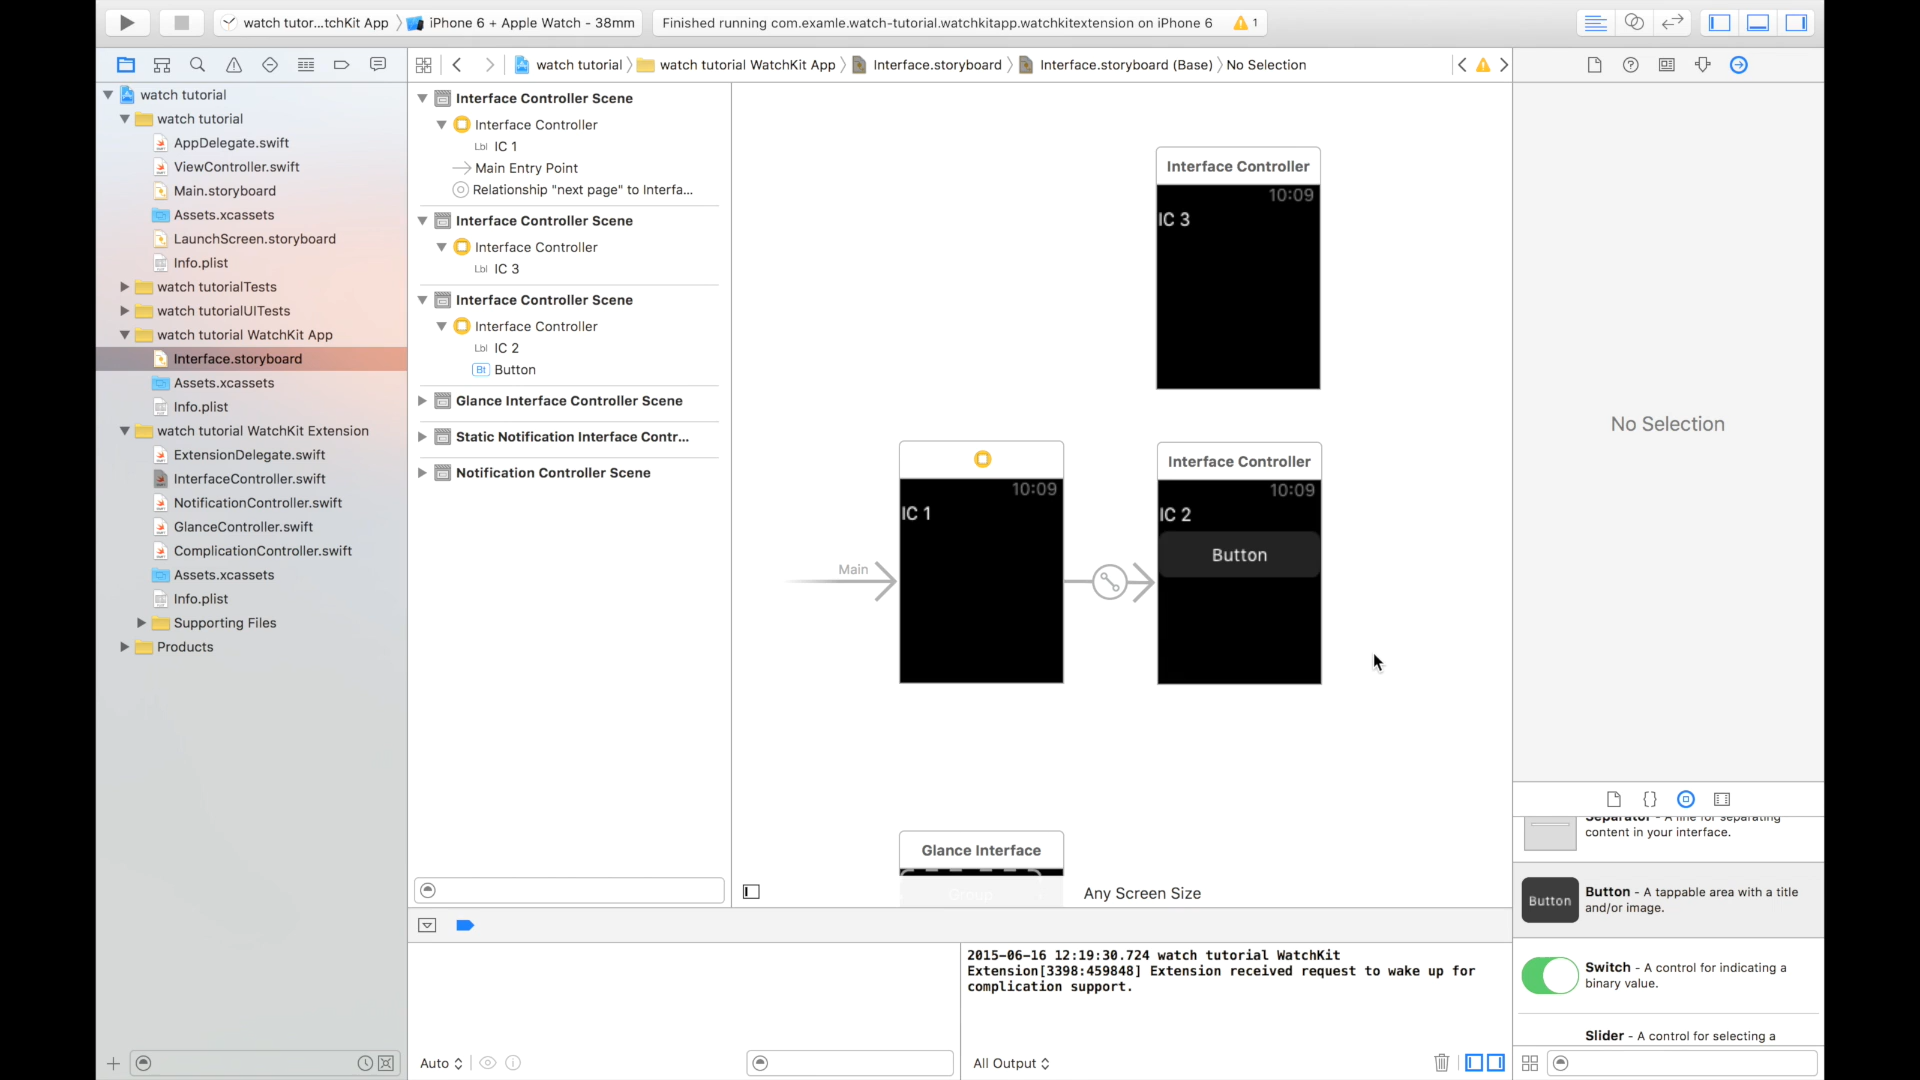 watch tutor...tchKit App
iPhone 6 + Apple Watch - 38mm
Finished running com.examle.watch-tutorial.watchkitapp.watchkitextension on iPhone 6
1
watch tutorial
watch tutorial WatchKit App
Interface.storyboard
Interface.storyboard (Base)
No Selection
watch tutorial
watch tutorial
AppDelegate.swift
ViewController.swift
Main.storyboard
Assets.xcassets
LaunchScreen.storyboard
Info.plist
watch tutorialTests
watch tutorialUITests
watch tutorial WatchKit App
Interface.storyboard
Assets.xcassets
Info.plist
watch tutorial WatchKit Extension
ExtensionDelegate.swift
InterfaceController.swift
NotificationController.swift
GlanceController.swift
ComplicationController.swift
Assets.xcassets
Info.plist
Supporting Files
Products
Interface Controller Scene
Interface Controller
Lbl IC 1
Main Entry Point
Relationship "next page" to Interfa...
Interface Controller Scene
Interface Controller
Lbl IC 3
Interface Controller Scene
Interface Controller
Lbl IC 2
Bt Button
Glance Interface Controller Scene
Static Notification Interface Contr...
Notification Controller Scene
Interface Controller
10:09
IC 3
Main
10:09
IC 1
Interface Controller
10:09
IC 2
Button
Glance Interface
Group
Any Screen Size
No Selection
Separator - A line for separating
content in your interface.
Button
Button - A tappable area with a title
and/or image.
Switch - A control for indicating a
binary value.
Slider - A control for selecting a
2015-06-16 12:19:30.724 watch tutorial WatchKit
Extension[3398:459848] Extension received request to wake up for
complication support.
Auto
All Output